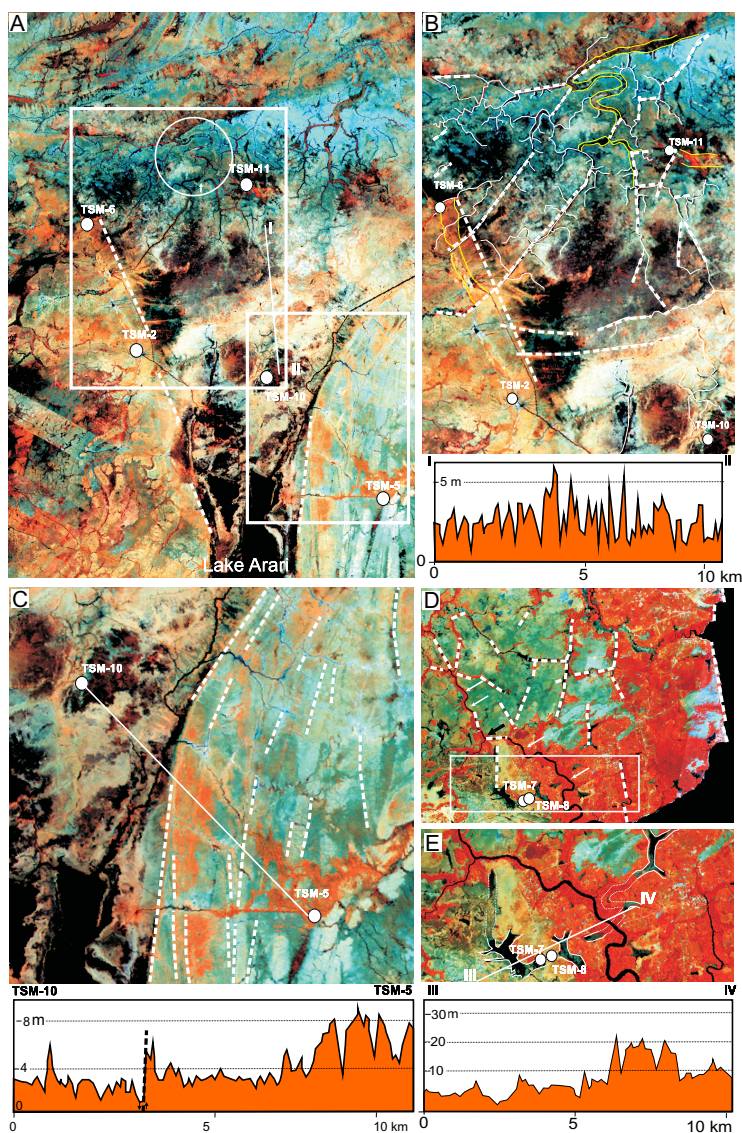 A
TSM-11
TSM-6
I
TSM-2
II
TSM-10
TSM-5
Lake Arari
B
TSM-11
TSM-6
TSM-2
TSM-10
I
II
5 m
0
0
5
10 km
C
TSM-10
TSM-5
D
TSM-7
TSM-8
E
IV
TSM-7
TSM-8
III
TSM-10
TSM-5
8 m
4
0
0
5
10 km
III
IV
30 m
20
10
0
5
10 km